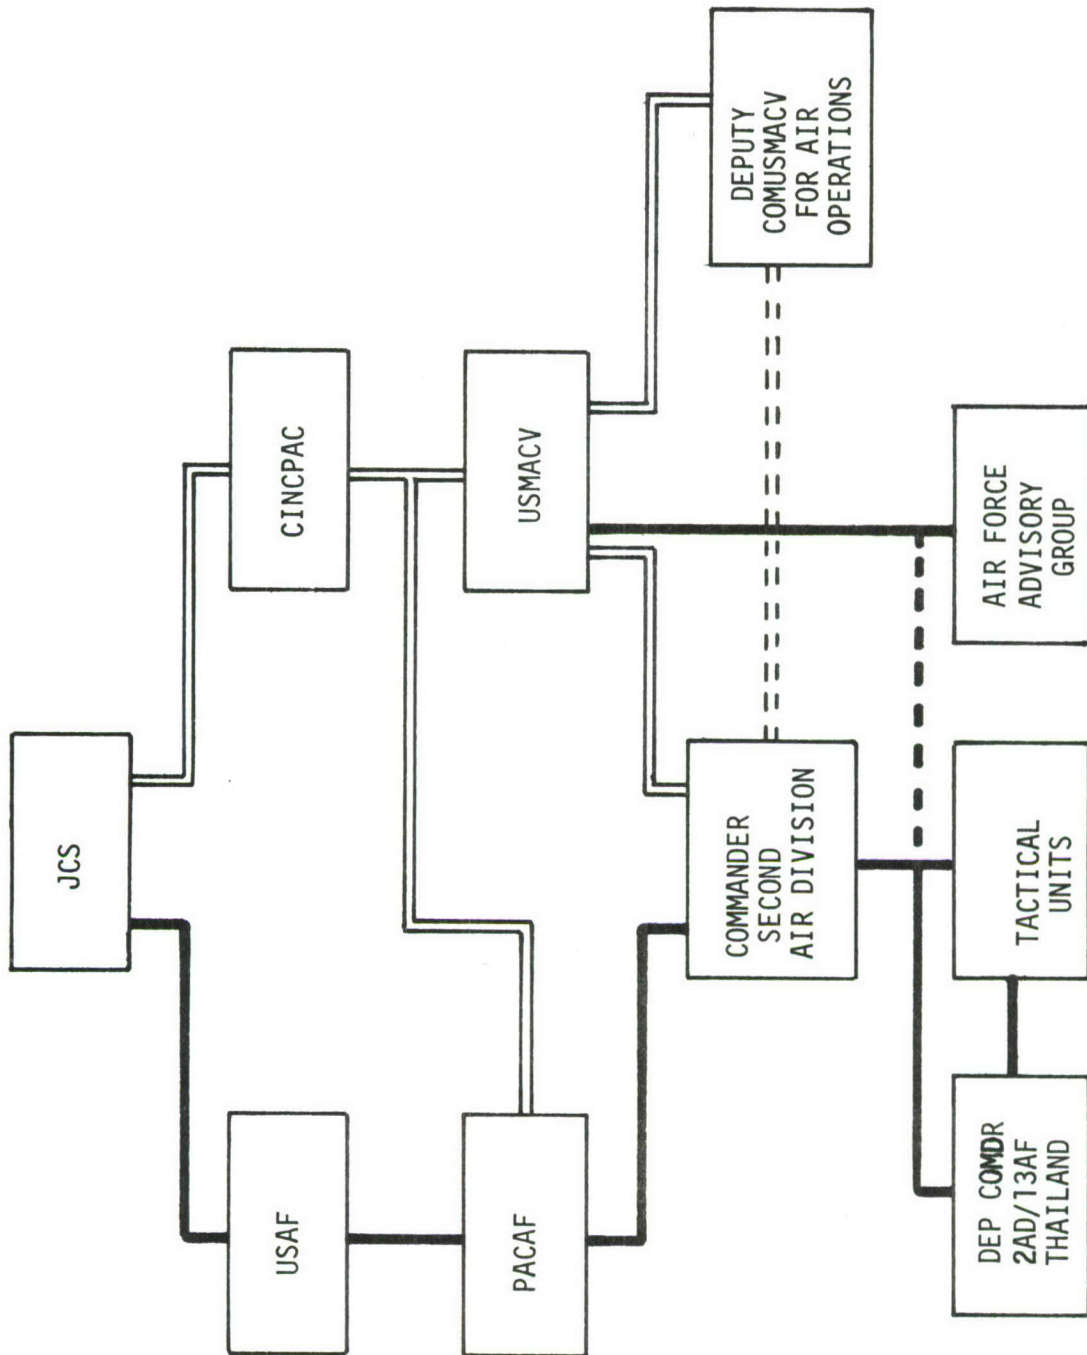 JCS
USAF
CINCPAC
PACAF
USMACV
COMMANDER
SECOND
AIR DIVISION
DEPUTY
COMUSMACV
FOR AIR
OPERATIONS
DEP COMDR
2AD/13AF
THAILAND
TACTICAL
UNITS
AIR FORCE
ADVISORY
GROUP